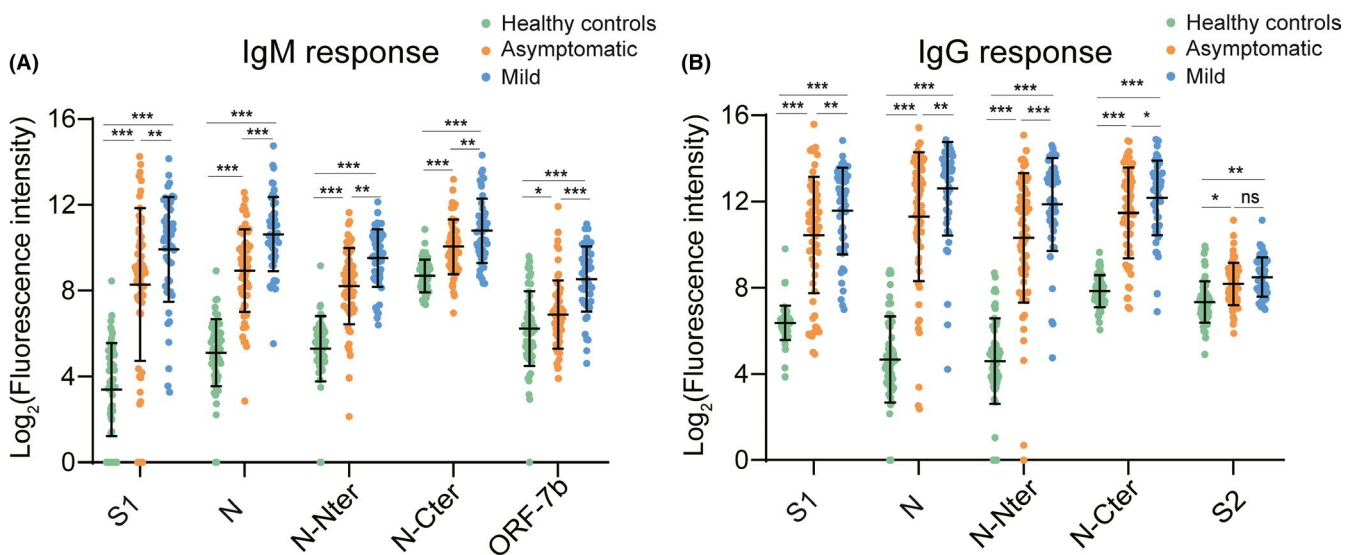 (A)
IgM response
Healthy controls
Asymptomatic
Mild
Log2(Fluorescence intensity)
16
12
8
4
0
*** *** **
*** *** ***
*** *** **
*** *** **
*** * ***
S1
N
N-Nter
N-Cter
ORF-7b
(B)
IgG response
Healthy controls
Asymptomatic
Mild
Log2(Fluorescence intensity)
16
12
8
4
0
*** *** **
*** *** **
*** *** ***
*** *** *
** * ns
S1
N
N-Nter
N-Cter
S2